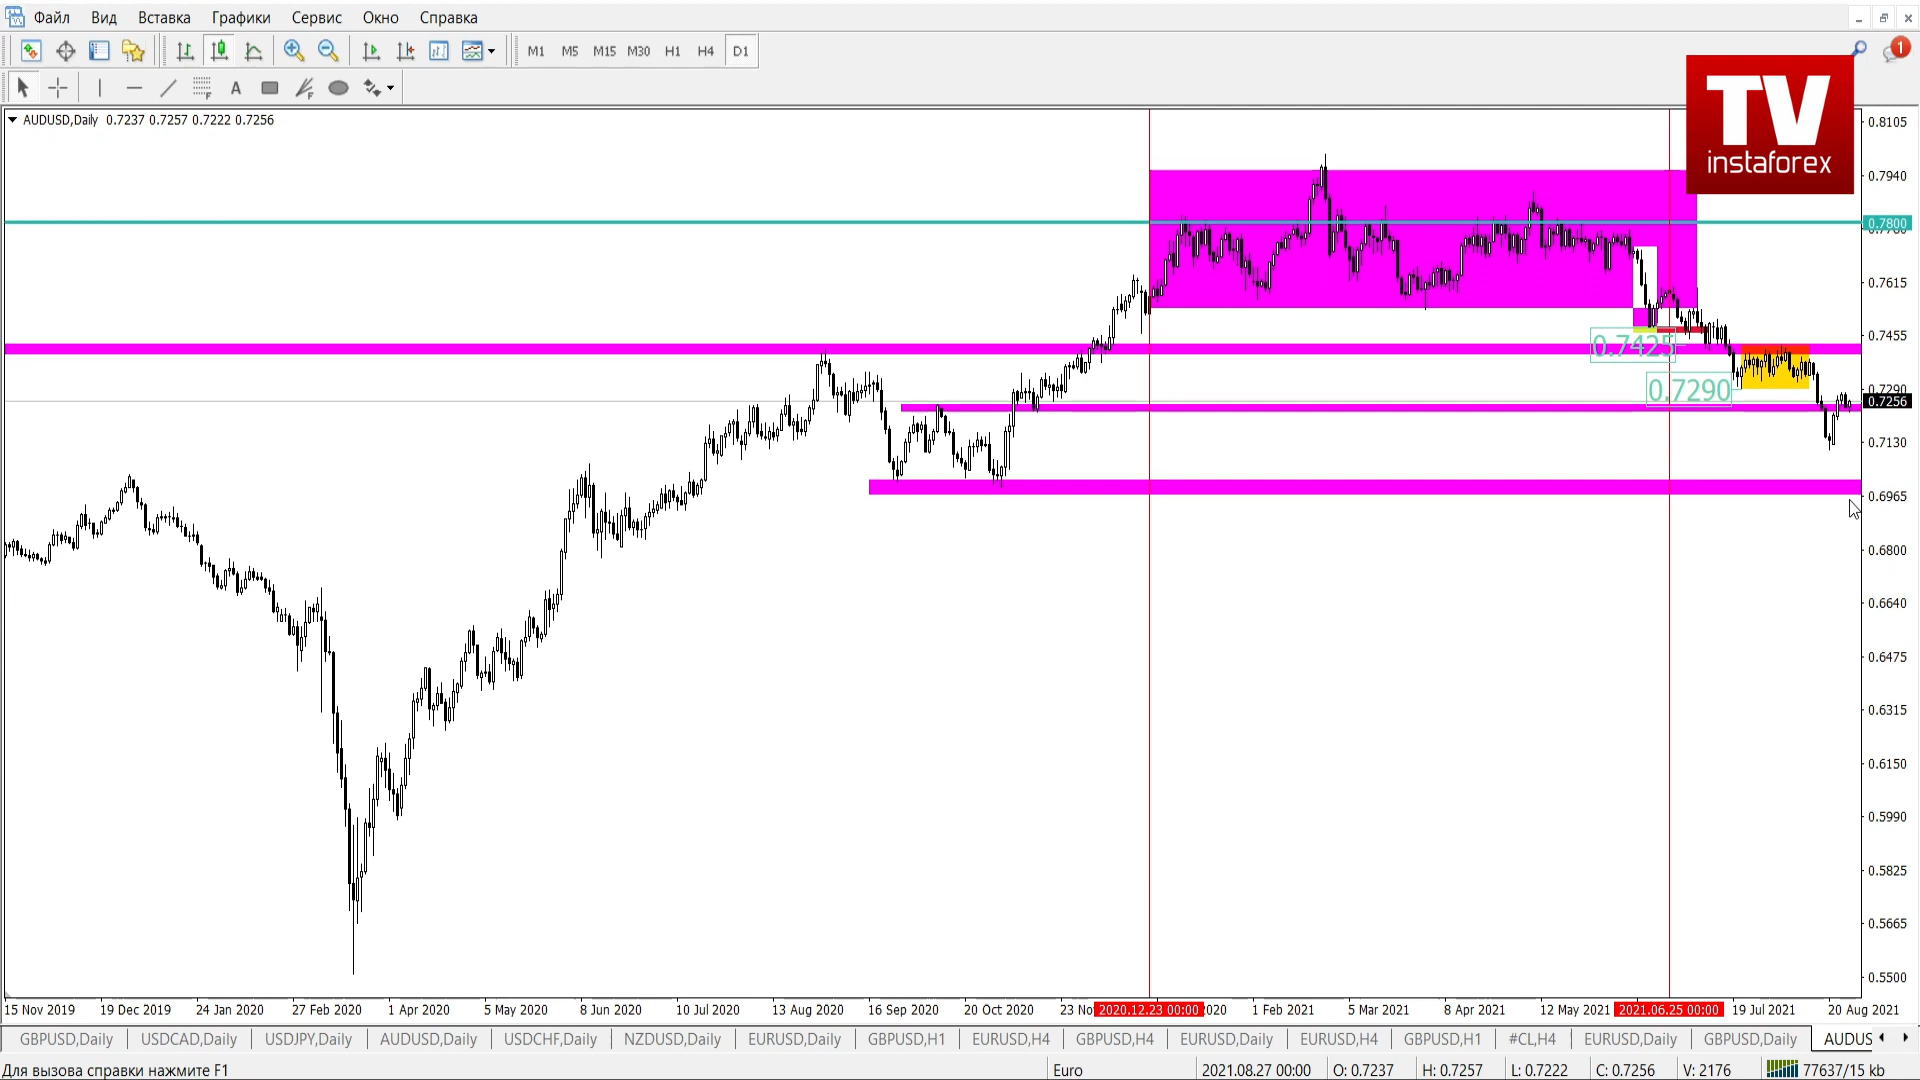 Файл Вид Вставка Графики Сервис Окно Справка
M1 M5 M15 M30 H1 H4 D1
1
TV
instaforex
AUDUSD,Daily 0.7237 0.7257 0.7222 0.7256
0.8105
0.7940
0.7800
0.7615
0.7455
0.7425
0.7290
0.7290
0.7256
0.7130
0.6965
0.6800
0.6640
0.6475
0.6315
0.6150
0.5990
0.5825
0.5665
0.5500
15 Nov 2019 19 Dec 2019 24 Jan 2020 27 Feb 2020 1 Apr 2020 5 May 2020 8 Jun 2020 10 Jul 2020 13 Aug 2020 16 Sep 2020 20 Oct 2020 23 No 2020.12.23 00:00 2020 1 Feb 2021 5 Mar 2021 8 Apr 2021 12 May 2021 2021.06.25 00:00 19 Jul 2021 20 Aug 2021
GBPUSD,Daily USDCAD,Daily USDJPY,Daily AUDUSD,Daily USDCHF,Daily NZDUSD,Daily EURUSD,Daily GBPUSD,H1 EURUSD,H4 GBPUSD,H4 EURUSD,Daily EURUSD,H4 GBPUSD,H1 #CL,H4 EURUSD,Daily GBPUSD,Daily AUDUS
Для вызова справки нажмите F1 Euro 2021.08.27 00:00 O: 0.7237 H: 0.7257 L: 0.7222 C: 0.7256 V: 2176 77637/15 kb